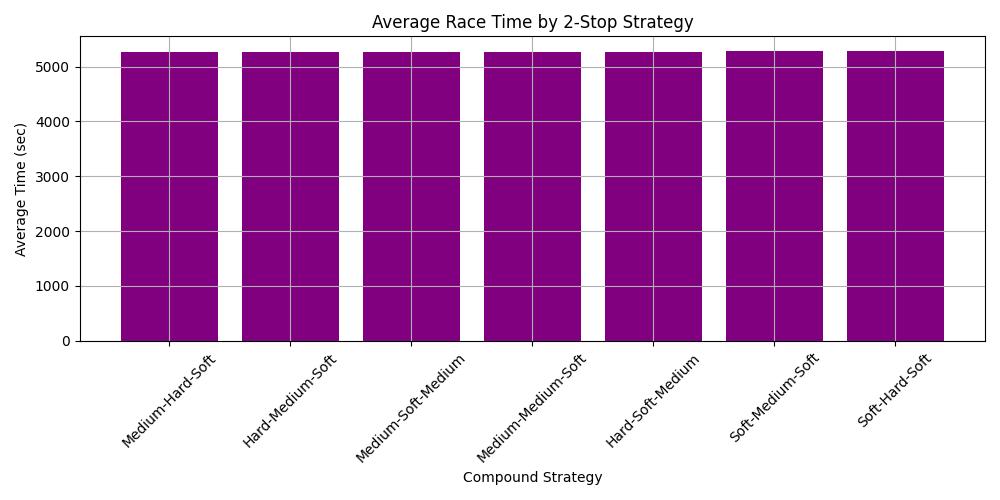 Average Race Time by 2-Stop Strategy
Average Time (sec)
5000
4000
3000
2000
1000
0
Medium-Hard-Soft
Hard-Medium-Soft
Medium-Soft-Medium
Medium-Medium-Soft
Hard-Soft-Medium
Soft-Medium-Soft
Soft-Hard-Soft
Compound Strategy